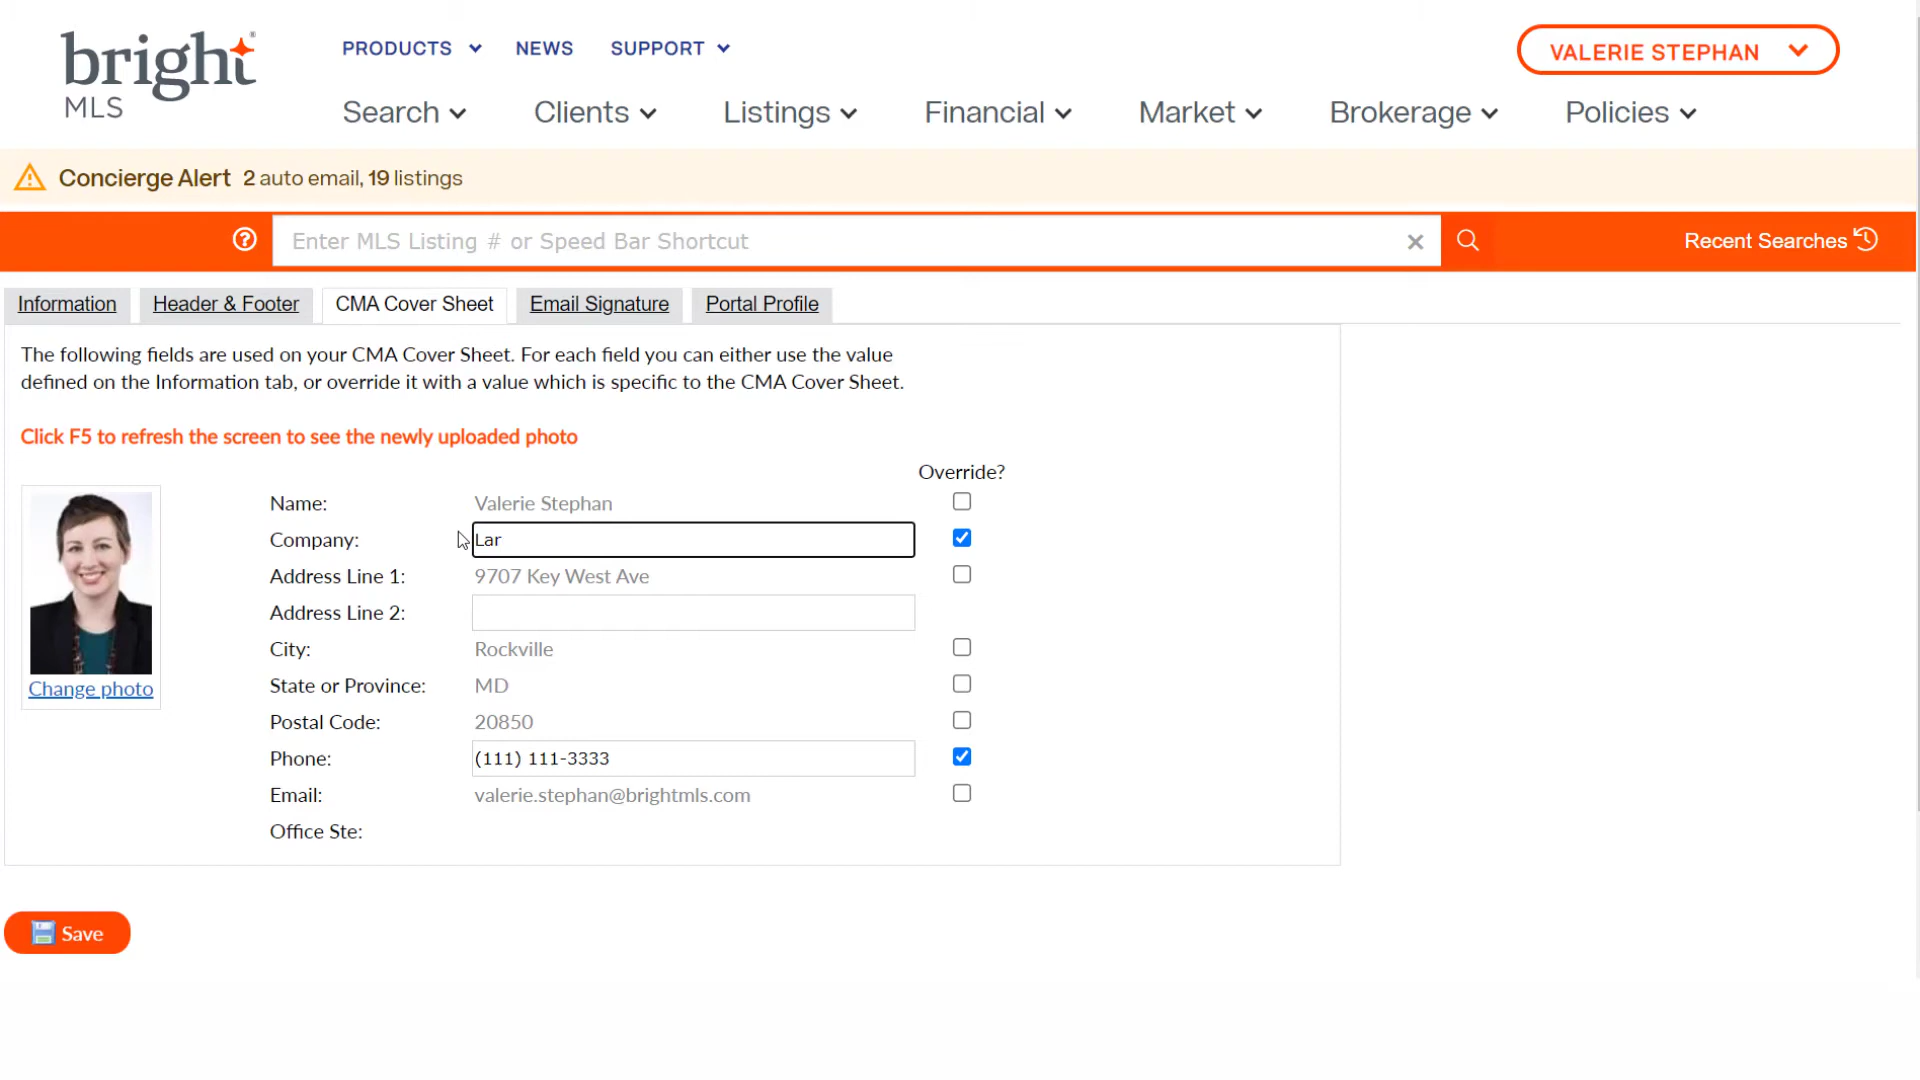 bright
MLS
PRODUCTS NEWS SUPPORT
VALERIE STEPHAN
Search Clients Listings Financial Market Brokerage Policies
Concierge Alert 2 auto email, 19 listings
Enter MLS Listing # or Speed Bar Shortcut
Recent Searches
Information Header & Footer CMA Cover Sheet Email Signature Portal Profile
The following fields are used on your CMA Cover Sheet. For each field you can either use the value
defined on the Information tab, or override it with a value which is specific to the CMA Cover Sheet.
Click F5 to refresh the screen to see the newly uploaded photo
Override?
Name: Valerie Stephan
Company: Lar
Address Line 1: 9707 Key West Ave
Address Line 2:
City: Rockville
State or Province: MD
Change photo
Postal Code: 20850
Phone: (111) 111-3333
Email: valerie.stephan@brightmls.com
Office Ste:
Save